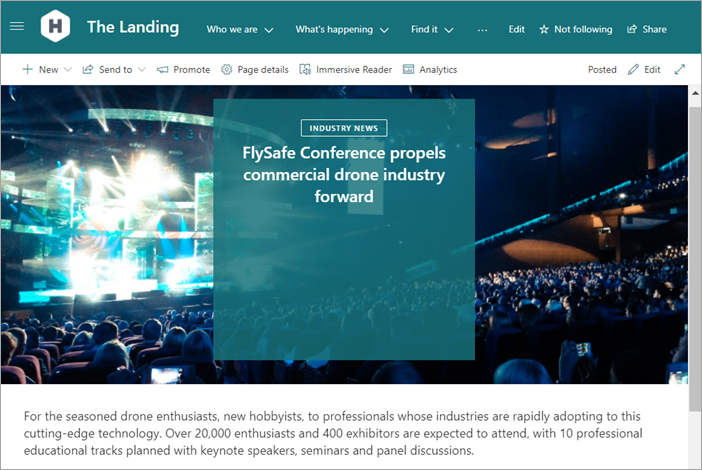 H The Landing Who we are What's happening Find it ... Edit Not following Share
New Send to Promote Page details Immersive Reader Analytics Posted Edit
INDUSTRY NEWS
FlySafe Conference propels
commercial drone industry
forward
For the seasoned drone enthusiasts, new hobbyists, to professionals whose industries are rapidly adopting to this
cutting-edge technology. Over 20,000 enthusiasts and 400 exhibitors are expected to attend, with 10 professional
educational tracks planned with keynote speakers, seminars and panel discussions.